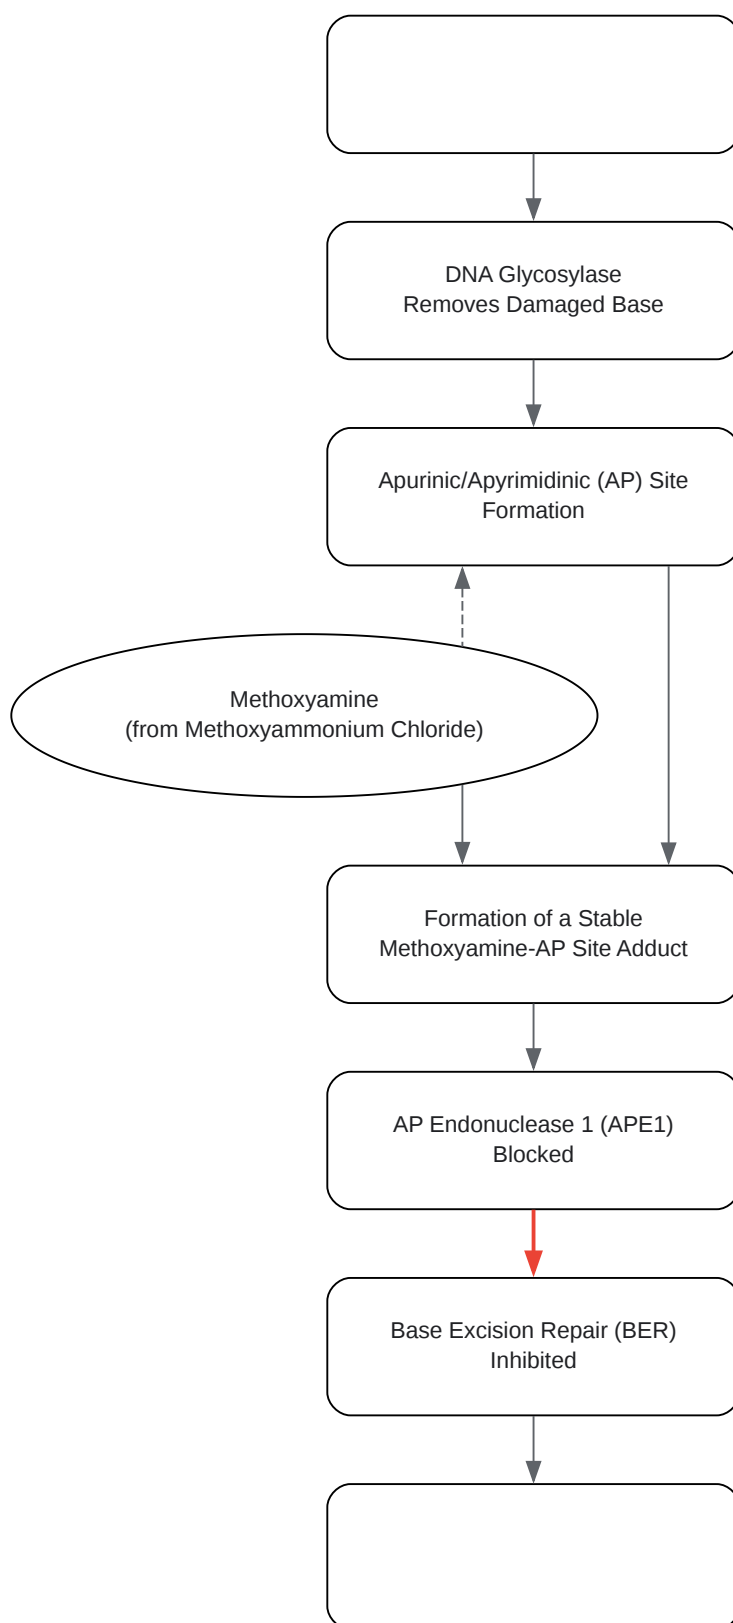 DNA Glycosylase
Removes Damaged Base
Apurinic/Apyrimidinic (AP) Site
Formation
Methoxyamine
(from Methoxyammonium Chloride)
Formation of a Stable
Methoxyamine-AP Site Adduct
AP Endonuclease 1 (APE1)
Blocked
Base Excision Repair (BER)
Inhibited